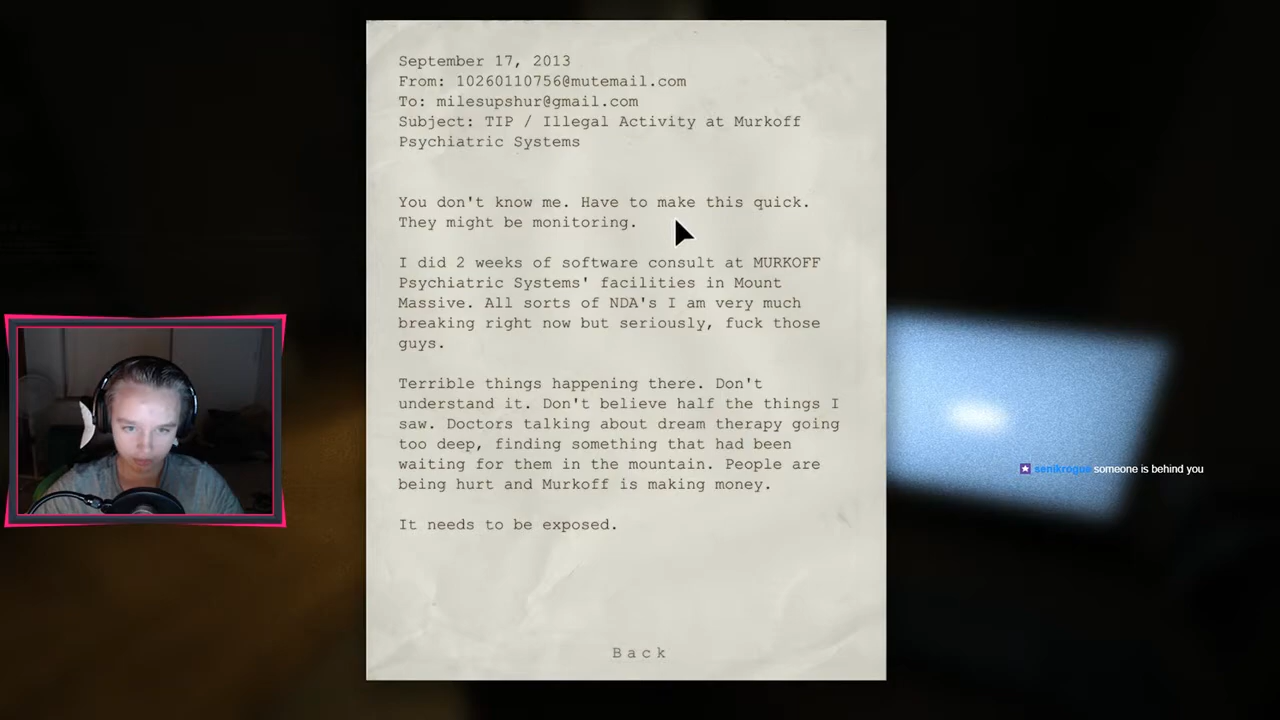 September 17, 2013
From: 10260110756@mutemail.com
To: milesupshur@gmail.com
Subject: TIP / Illegal Activity at Murkoff
Psychiatric Systems
You don't know me. Have to make this quick.
They might be monitoring.
I did 2 weeks of software consult at MURKOFF
Psychiatric Systems' facilities in Mount
Massive. All sorts of NDA's I am very much
breaking right now but seriously, fuck those
guys.
Terrible things happening there. Don't
understand it. Don't believe half the things I
saw. Doctors talking about dream therapy going
too deep, finding something that had been
waiting for them in the mountain. People are
being hurt and Murkoff is making money.
It needs to be exposed.
Back
senikrogue someone is behind you